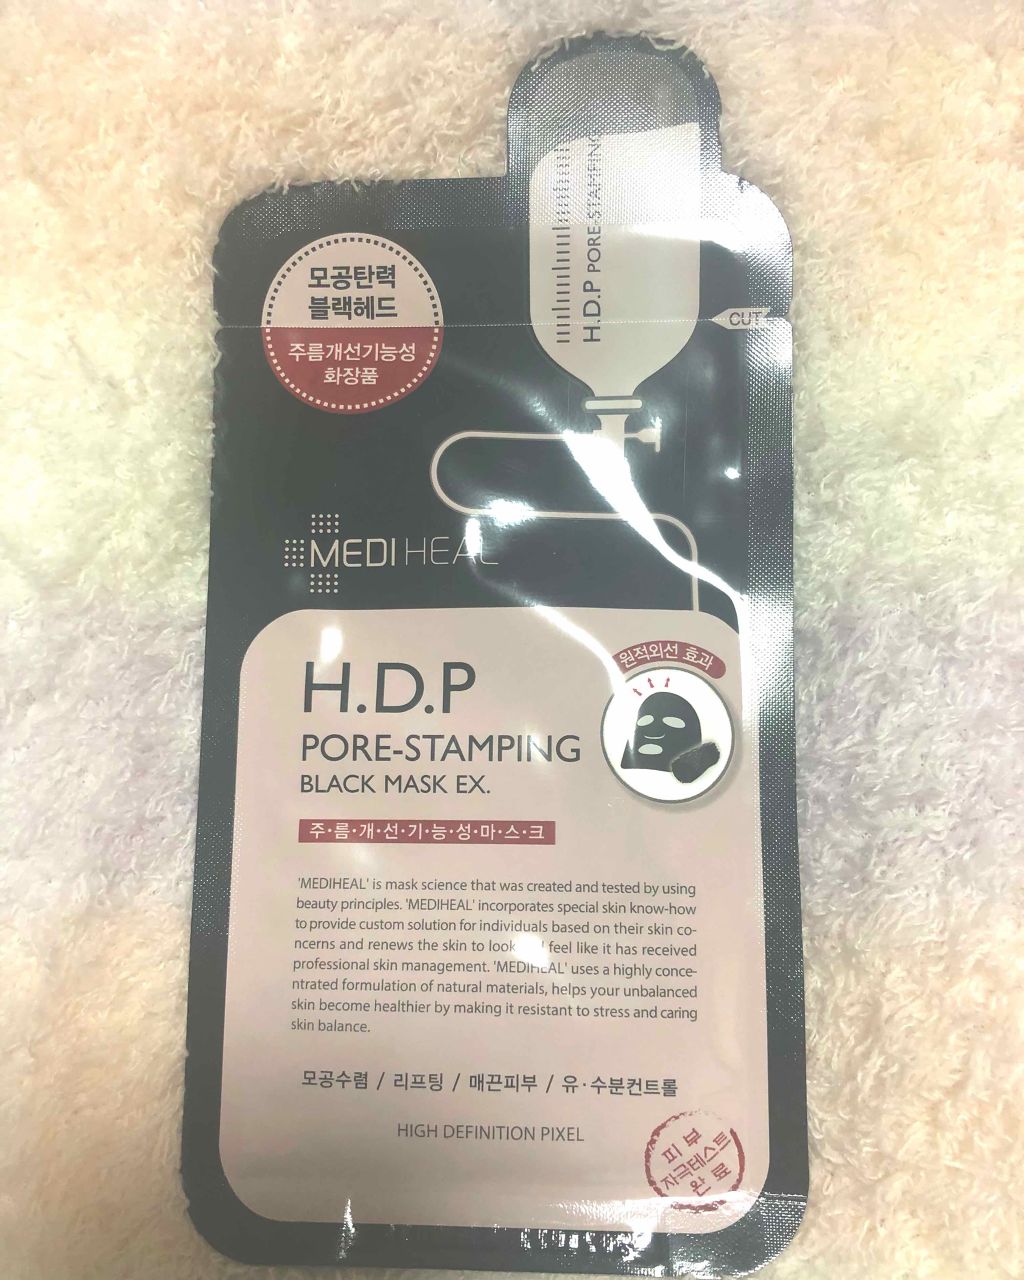 H.D.P PORE-STAMPING
모공탄력
블랙헤드
주름개선기능성
화장품
CUT
MEDIHEAL
H.D.P
PORE-STAMPING
BLACK MASK EX.
원적외선 효과
주·름·개·선·기·능·성·마·스·크
'MEDIHEAL' is mask science that was created and tested by using
beauty principles. 'MEDIHEAL' incorporates special skin know-how
to provide custom solution for individuals based on their skin co-
ncerns and renews the skin to look feel like it has received
professional skin management. 'MEDIHEAL' uses a highly conce-
ntrated formulation of natural materials, helps your unbalanced
skin become healthier by making it resistant to stress and caring
skin balance.
모공수렴 / 리프팅 / 매끈피부 / 유·수분컨트롤
HIGH DEFINITION PIXEL
피 부
자극테스트
완 료